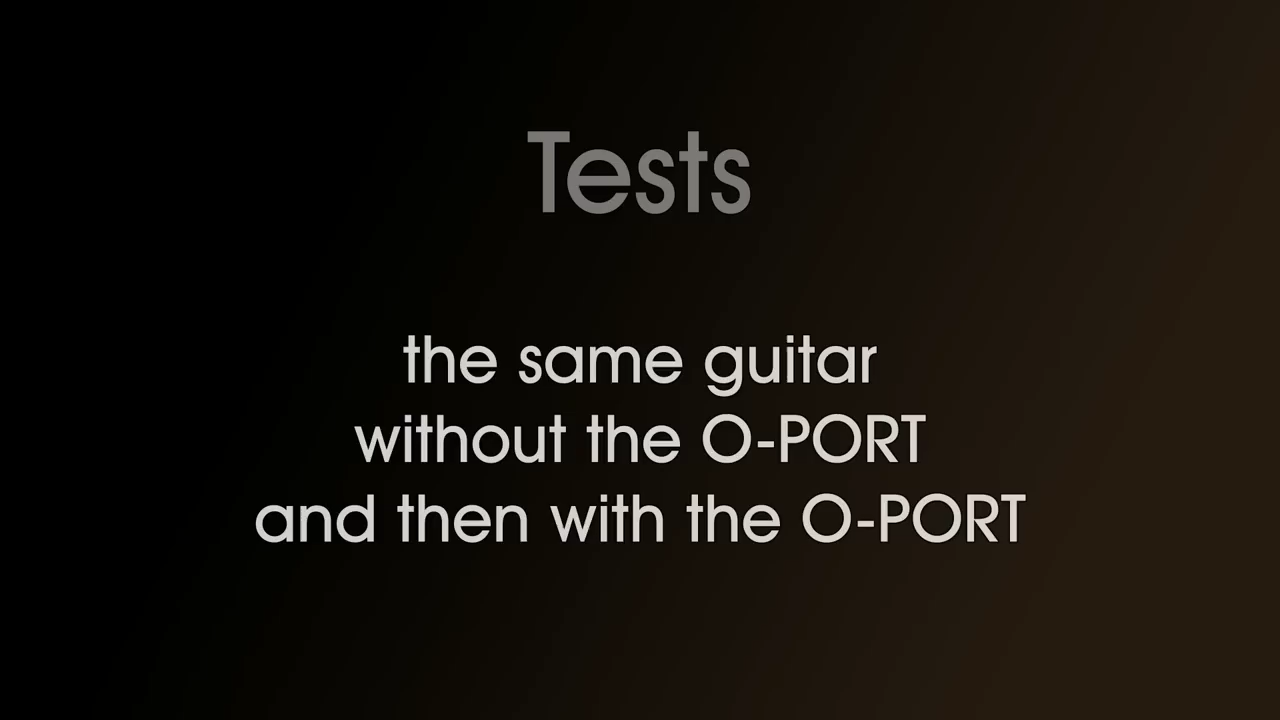 Tests
the same guitar
without the O-PORT
and then with the O-PORT